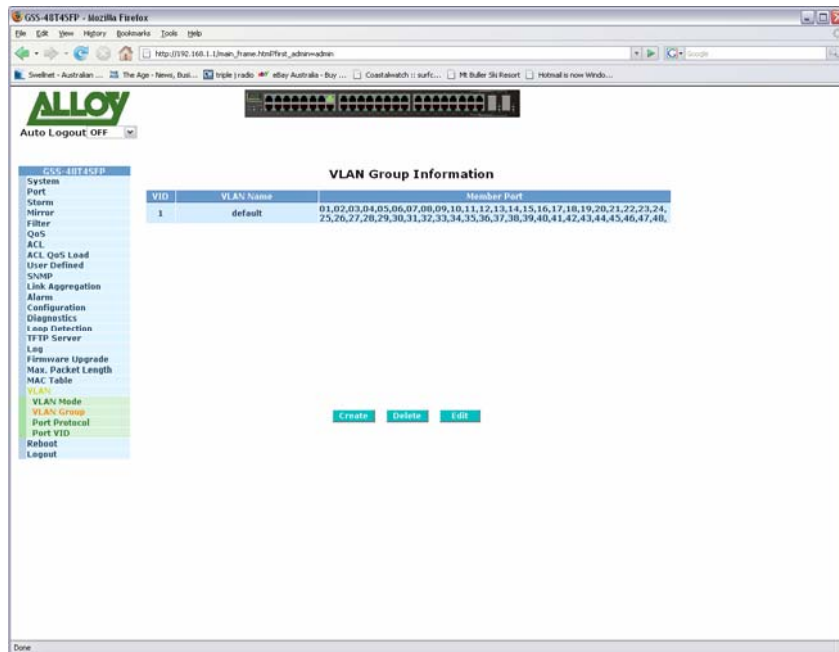 GSS-48T4SFP - Mozilla Firefox
File Edit View History Bookmarks Tools Help
http://192.168.1.1/main_frame.html?first_admin=admin
Google
Swellnet - Australian ... The Age - News, Busi... triple j radio eBay Australia - Buy ... Coastalwatch :: surfc... Mt Buller Ski Resort Hotmail is now Windo...
ALLOY
Auto Logout OFF
GSS-48T4SFP
System
Port
Storm
Mirror
Filter
QoS
ACL
ACL QoS Load
User Defined
SNMP
Link Aggregation
Alarm
Configuration
Diagnostics
Loop Detection
TFTP Server
Log
Firmware Upgrade
Max. Packet Length
MAC Table
VLAN
VLAN Mode
VLAN Group
Port Protocol
Port VID
Reboot
Logout
VLAN Group Information
VID VLAN Name Member Port
1 default 01,02,03,04,05,06,07,08,09,10,11,12,13,14,15,16,17,18,19,20,21,22,23,24,
25,26,27,28,29,30,31,32,33,34,35,36,37,38,39,40,41,42,43,44,45,46,47,48,
Create Delete Edit
Done